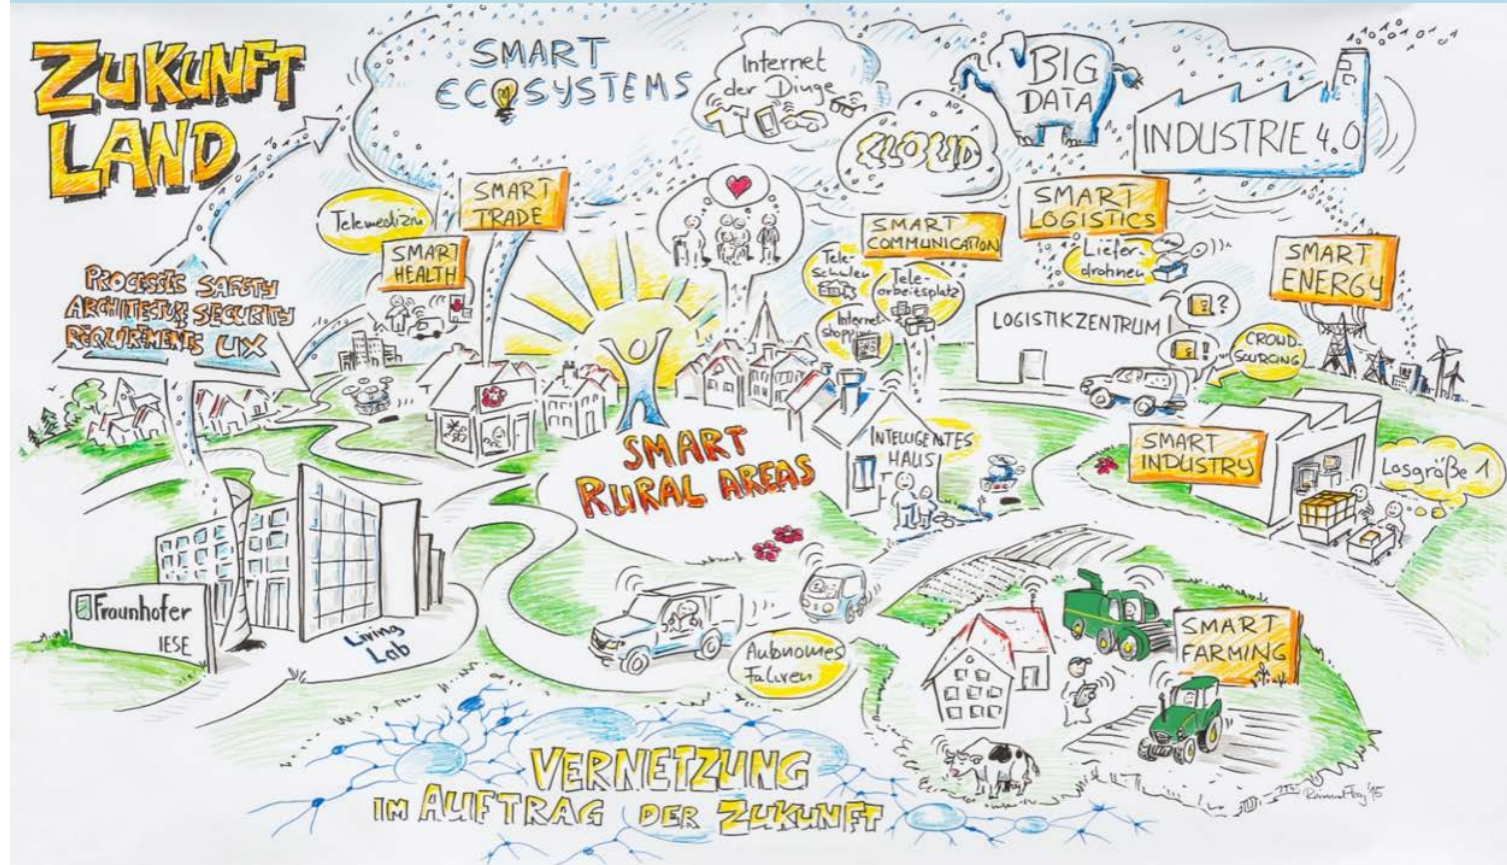 ZUKUNFT
LAND
SMART
ECOSYSTEMS
Internet
der Dinge
CLOUD
BIG
DATA
INDUSTRIE 4.0
Telemedizin
SMART
TRADE
SMART
HEALTH
SMART
COMMUNICATION
SMART
LOGISTICS
SMART
ENERGY
PROCESSES SAFETY
ARCHITECTURE SECURITY
REQUIREMENTS UX
Tele-
schulen
Tele-
arbeitsplatz
Internet-
shopping
Liefer-
drohnen
LOGISTIKZENTRUM
?
!
CROWD-
SOURCING
SMART
RURAL AREAS
INTELLIGENTES
HAUS
SMART
INDUSTRY
Losgröße 1
Fraunhofer
IESE
Living
Lab
Autonomes
Fahren
SMART
FARMING
VERNETZUNG
IM AUFTRAG DER ZUKUNFT